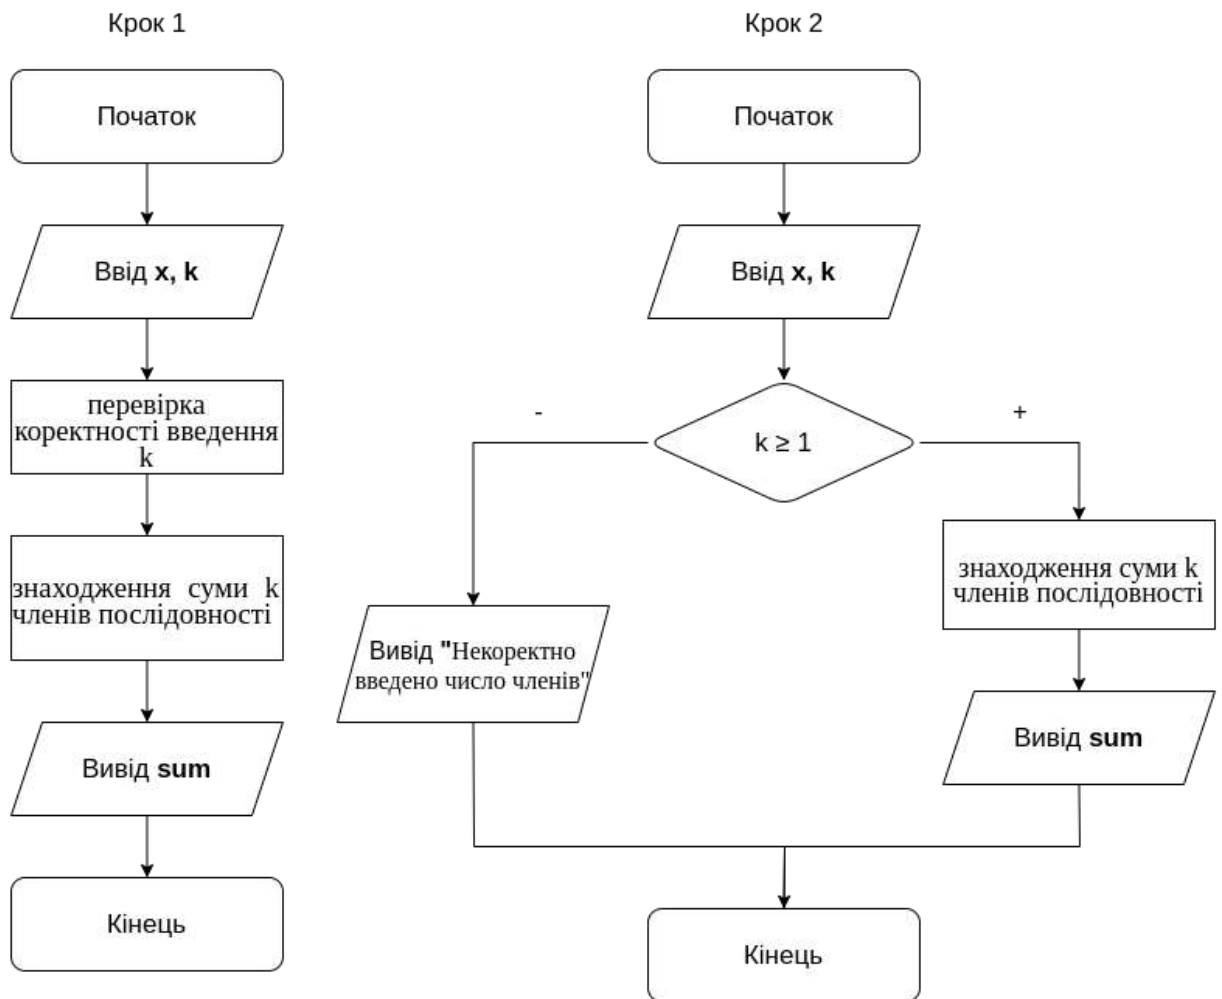 Крок 1
Початок
Ввід x, k
перевірка
коректності введення
k
знаходження суми k
членів послідовності
Вивід sum
Кінець
Крок 2
Початок
Ввід x, k
k ≥ 1
-
+
Вивід "Некоректно
введено число членів"
знаходження суми k
членів послідовності
Вивід sum
Кінець